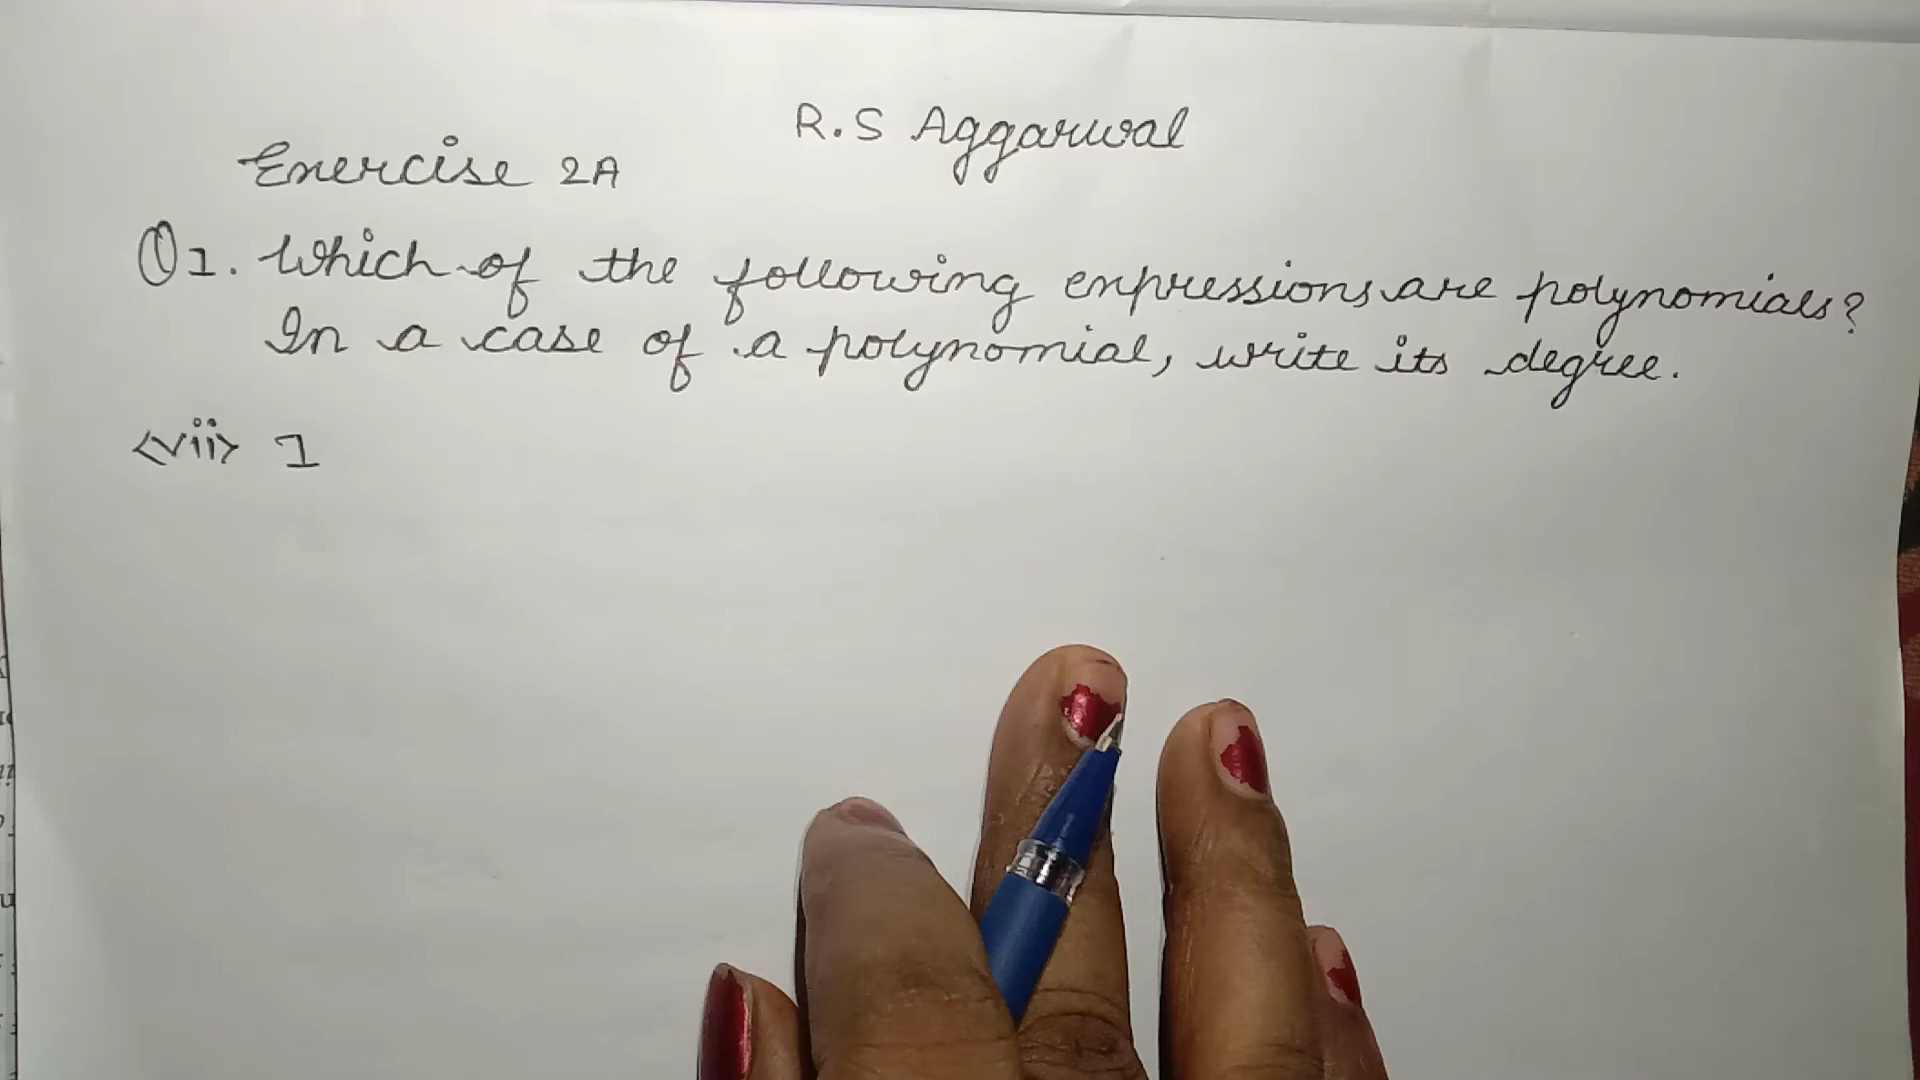 R.S Aggarwal
Exercise 2A
Q1. Which of the following expressions are polynomials?
In a case of a polynomial, write its degree.
<vii> 1